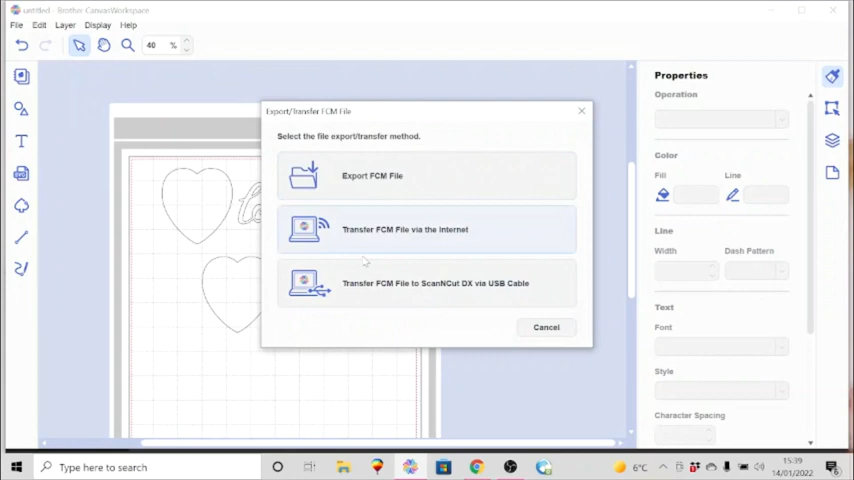 untitled - Brother CanvasWorkspace
File Edit Layer Display Help
40 %
Export/Transfer FCM File
Select the file export/transfer method.
Export FCM File
Transfer FCM File via the Internet
Transfer FCM File to ScanNCut DX via USB Cable
Cancel
Properties
Operation
Color
Fill
Line
Line
Width
Dash Pattern
Text
Font
Style
Character Spacing
Type here to search
6°C
15:39
14/01/2022